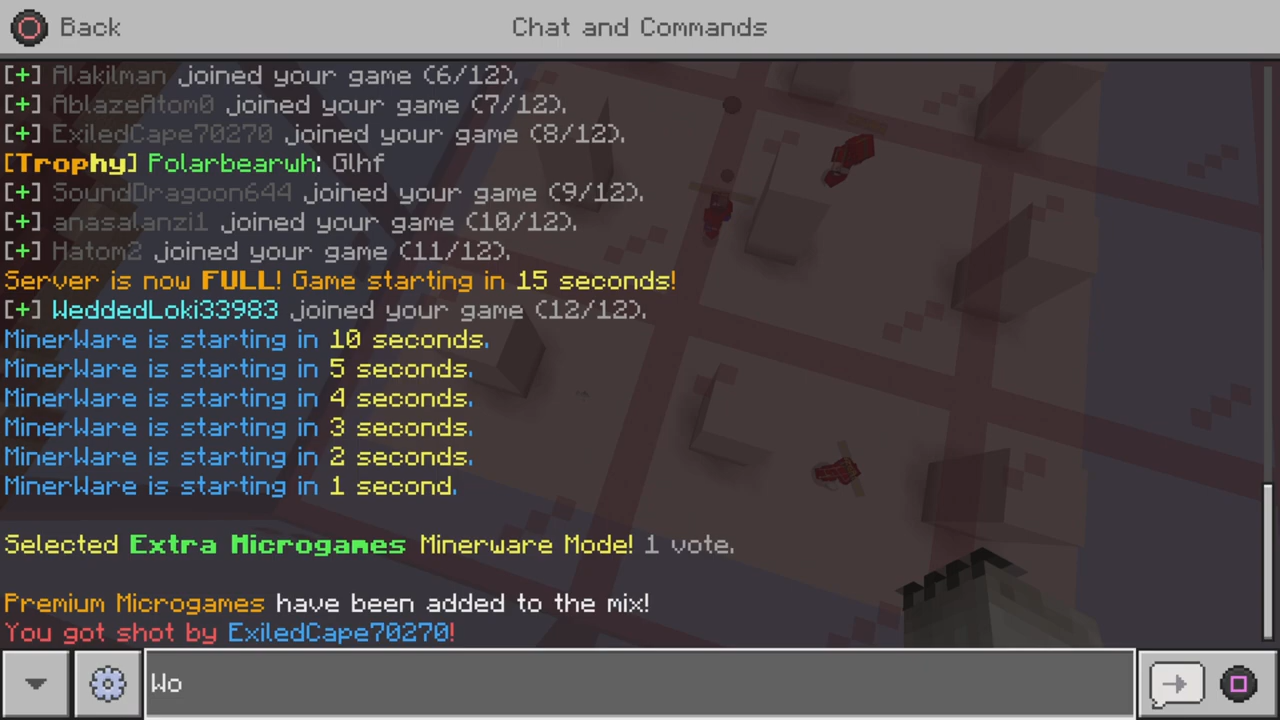 Back
Chat and Commands
[+] Alakilman joined your game (6/12).
[+] AblazeAtom0 joined your game (7/12).
[+] ExiledCape70270 joined your game (8/12).
[Trophy] Polarbearwh: Glhf
[+] SoundDragoon644 joined your game (9/12).
[+] anasalanzi1 joined your game (10/12).
[+] Hatom2 joined your game (11/12).
Server is now FULL! Game starting in 15 seconds!
[+] WeddedLoki33983 joined your game (12/12).
MinerWare is starting in 10 seconds.
MinerWare is starting in 5 seconds.
MinerWare is starting in 4 seconds.
MinerWare is starting in 3 seconds.
MinerWare is starting in 2 seconds.
MinerWare is starting in 1 second.
Selected Extra Microgames Minerware Mode! 1 vote.
Premium Microgames have been added to the mix!
You got shot by ExiledCape70270!
Wo